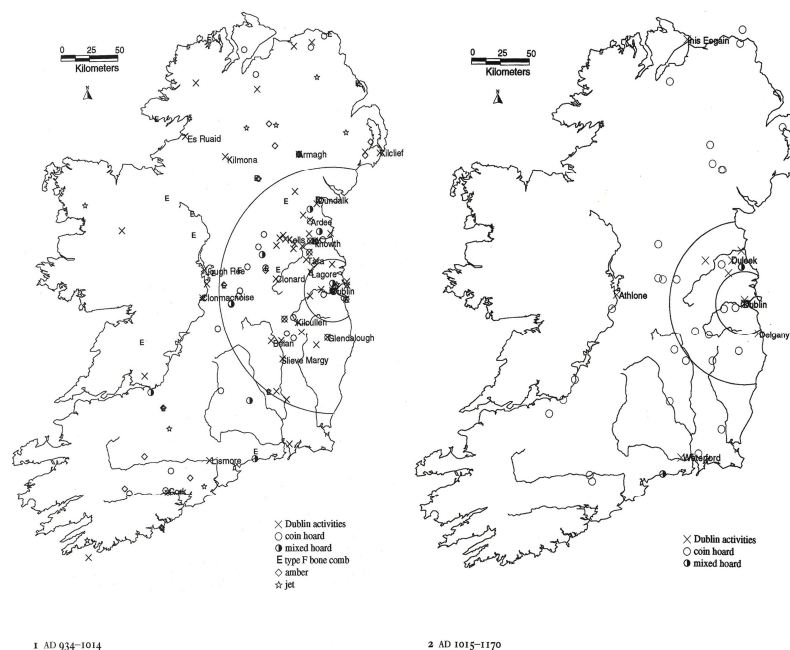 0 25 50
Kilometers
E
E
Es Ruaid
Kilmona
Armagh
Kilclief
E
E
E
E
Dundalk
Ardee
E
Kells
Knowth
Tara
Lough Ree
E
E
Lagore
Clonard
Clonmacnoise
Dublin
Kilcullen
Glendalough
E
Slieve Margy
E
Lismore
Cork
Dublin activities
coin hoard
mixed hoard
E type F bone comb
amber
jet
1 AD 934–1014
0 25 50
Kilometers
Inis Eogain
Duleek
Athlone
Dublin
Delgany
Waterford
Dublin activities
coin hoard
mixed hoard
2 AD 1015–1170